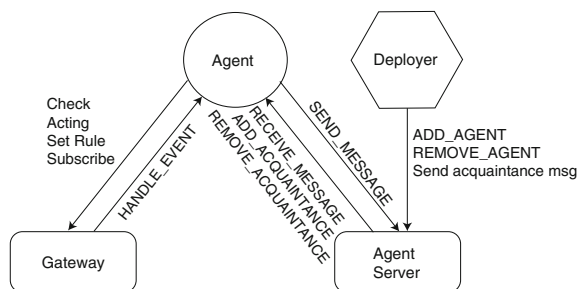 Agent
Deployer
Check
Acting
Set Rule
Subscribe
HANDLE_EVENT
SEND_MESSAGE
RECEIVE_MESSAGE
ADD_ACQUAINTANCE
REMOVE_ACQUAINTANCE
ADD_AGENT
REMOVE_AGENT
Send acquaintance msg
Gateway
Agent
Server